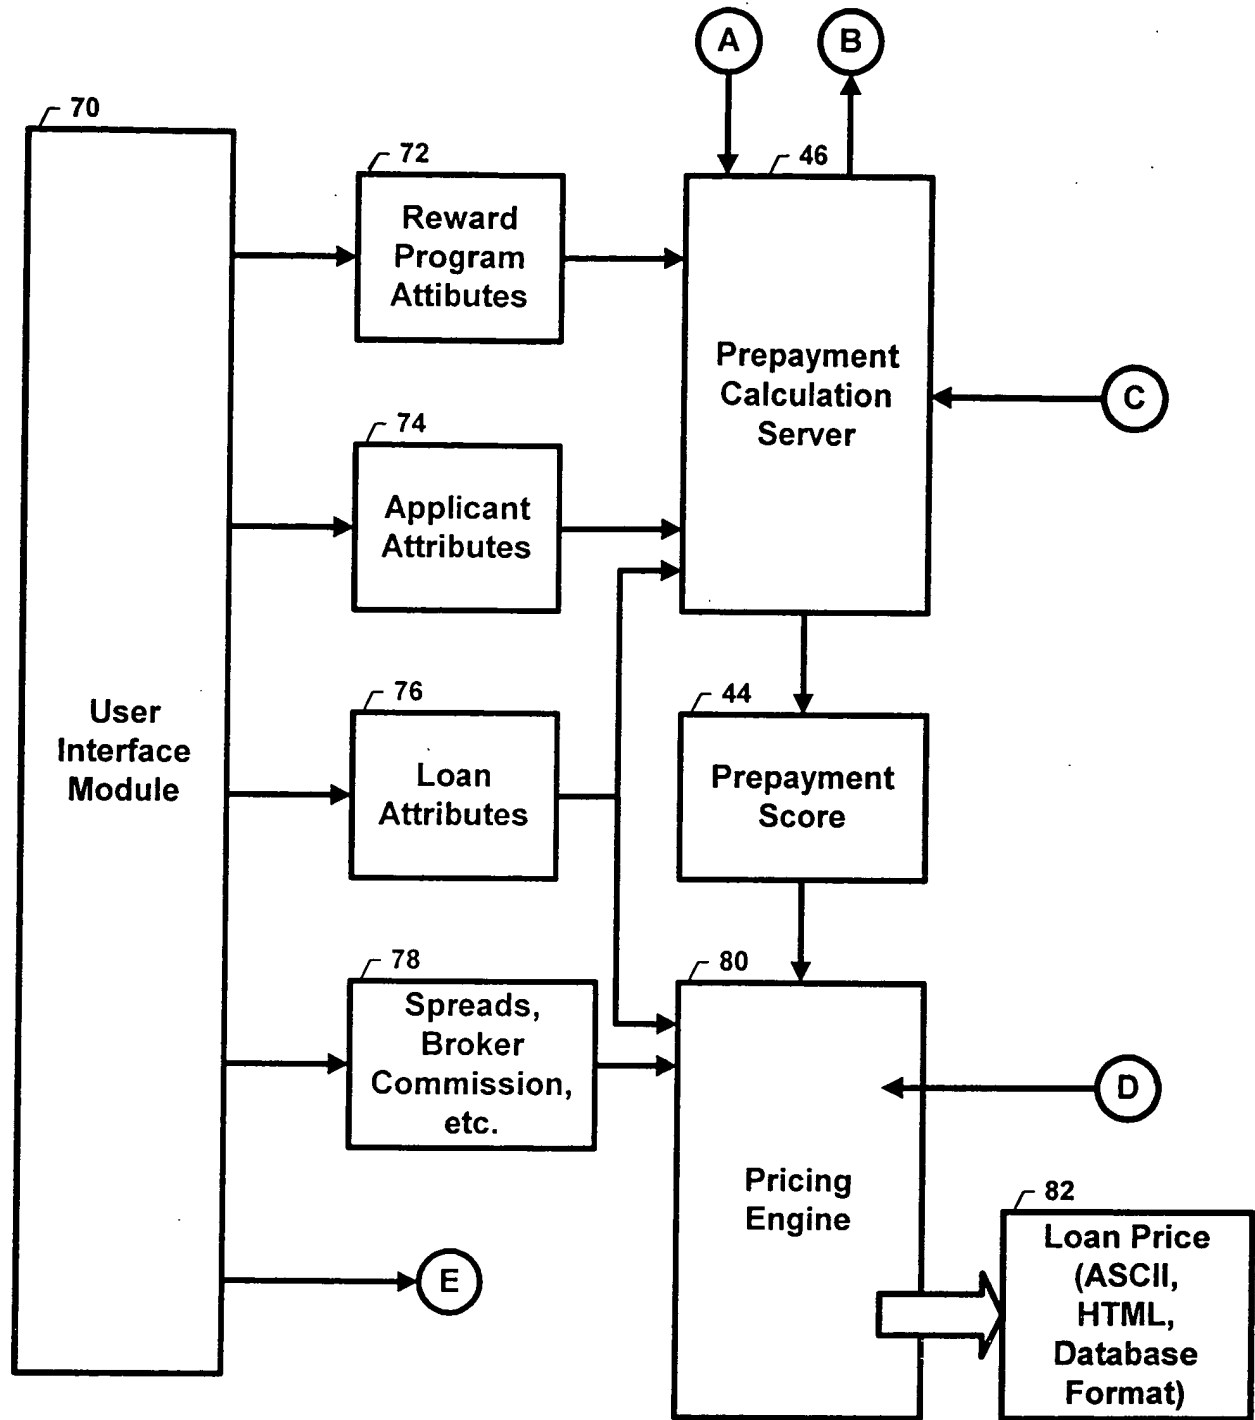 A
B
70
72
46
Reward
Program
Attibutes
Prepayment
Calculation
Server
C
74
Applicant
Attributes
76
44
User
Interface
Module
Loan
Attributes
Prepayment
Score
78
80
Spreads,
Broker
Commission,
etc.
D
Pricing
Engine
82
Loan Price
(ASCII,
HTML,
Database
Format)
E